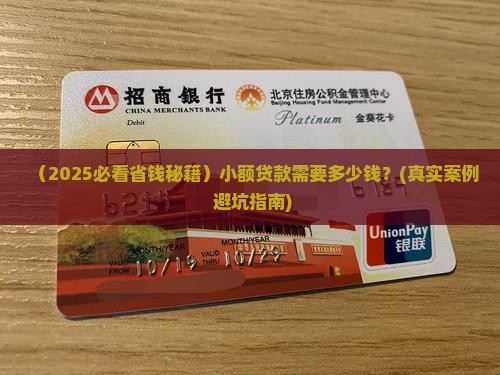 招商银行
CHINA MERCHANTS BANK
Debit
北京住房公积金管理中心
Beijing Housing Fund Management Center
Platinum 金葵花卡
（2025必看省钱秘籍）小额贷款需要多少钱？(真实案例
避坑指南)
MONTH/YEAR MONTH/YEAR
VALID FROM 10/19 VALID THRU 10/29
UnionPay
银联